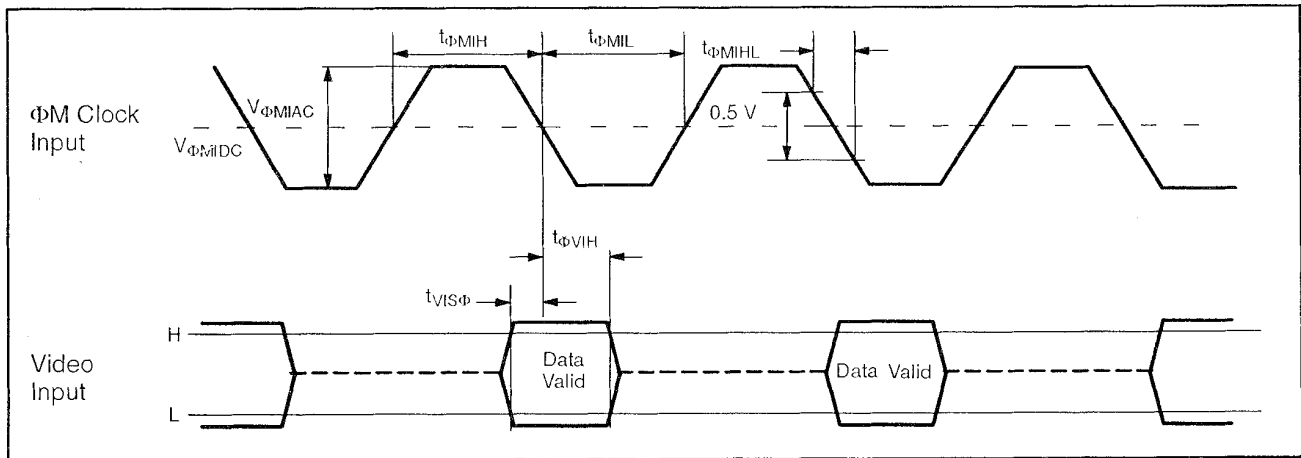 tΦMIH
tΦMIL
tΦMIHL
VΦMIAC
0.5 V
ΦM Clock
Input
VΦMIDC
tΦVIH
tVISΦ
H
Video
Input
Data
Valid
Data Valid
L